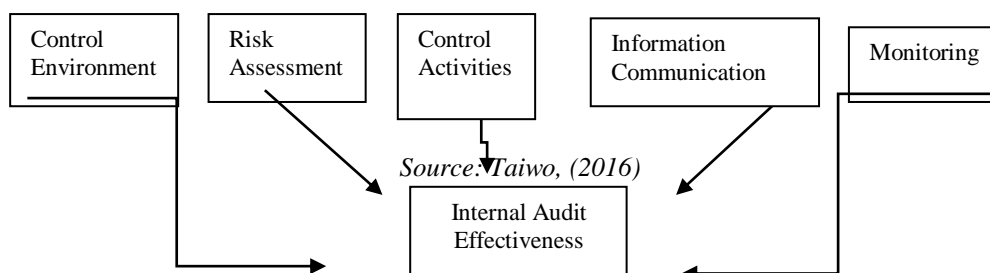 Control
Environment
Risk
Assessment
Control
Activities
Information
Communication
Monitoring
Source: Taiwo, (2016)
Internal Audit
Effectiveness